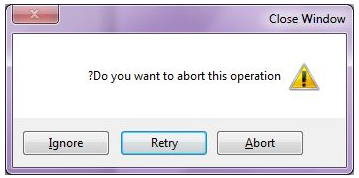 Close Window
?Do you want to abort this operation
Ignore
Retry
Abort